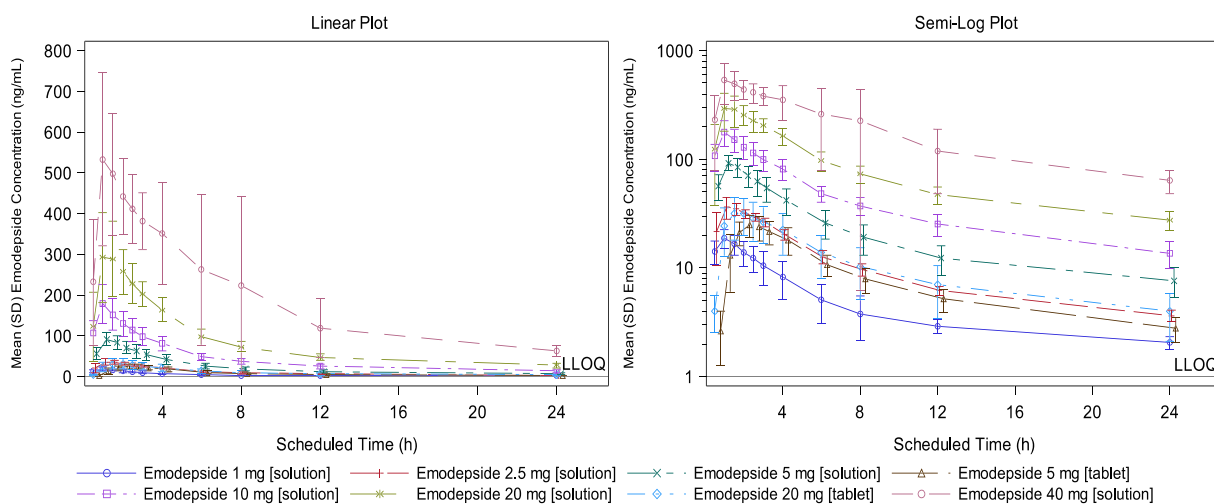 Linear Plot
Mean (SD) Emodepside Concentration (ng/mL)
800
700
600
500
400
300
200
100
0
LLOQ
4 8 12 16 20 24
Scheduled Time (h)
Semi-Log Plot
Mean (SD) Emodepside Concentration (ng/mL)
1000
100
10
1
LLOQ
4 8 12 16 20 24
Scheduled Time (h)
Emodepside 1 mg [solution] Emodepside 2.5 mg [solution] Emodepside 5 mg [solution] Emodepside 5 mg [tablet]
Emodepside 10 mg [solution] Emodepside 20 mg [solution] Emodepside 20 mg [tablet] Emodepside 40 mg [solution]